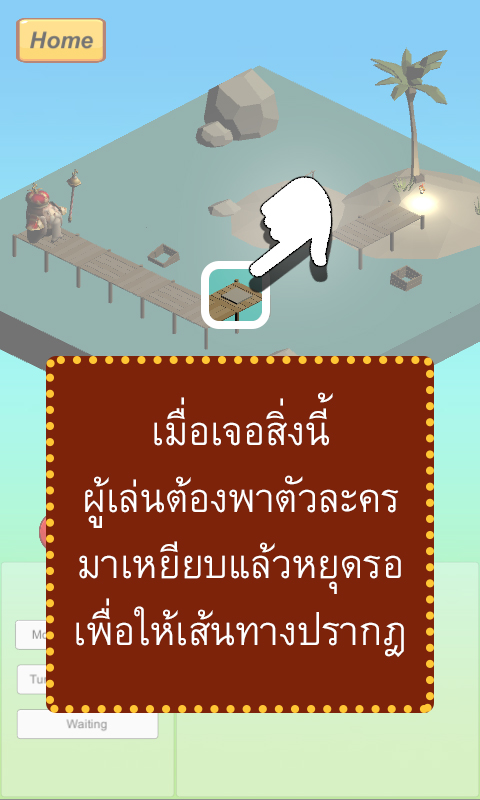 Home
เมื่อเจอสิ่งนี้
ผู้เล่นต้องพาตัวละคร
มาเหยียบแล้วหยุดรอ
เพื่อให้เส้นทางปรากฏ
Waiting